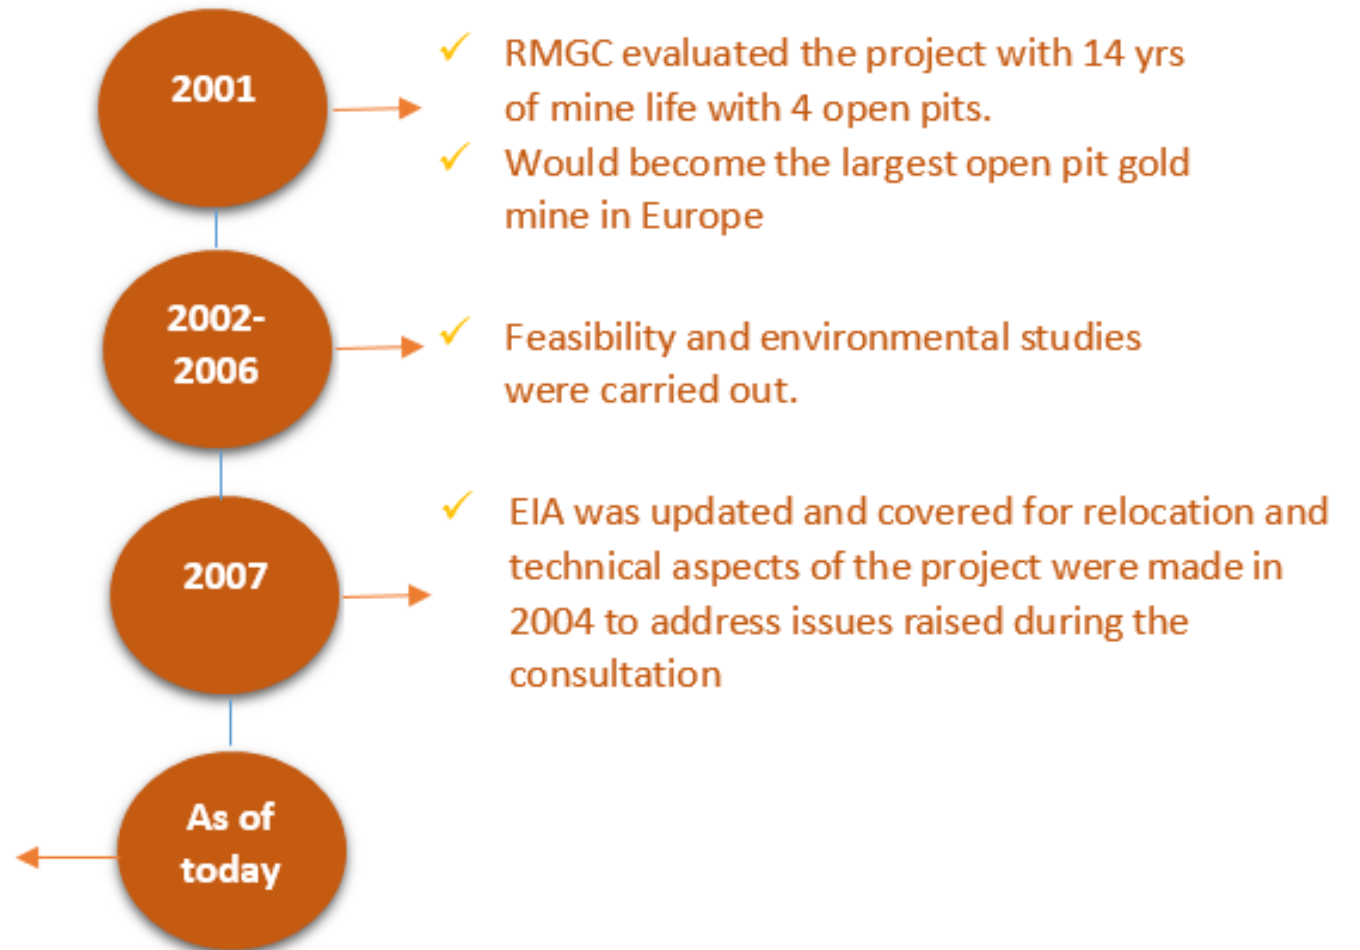 2001
✓ RMGC evaluated the project with 14 yrs
of mine life with 4 open pits.
✓ Would become the largest open pit gold
mine in Europe
2002-
2006
✓ Feasibility and environmental studies
were carried out.
2007
✓ EIA was updated and covered for relocation and
technical aspects of the project were made in
2004 to address issues raised during the
consultation
As of
today